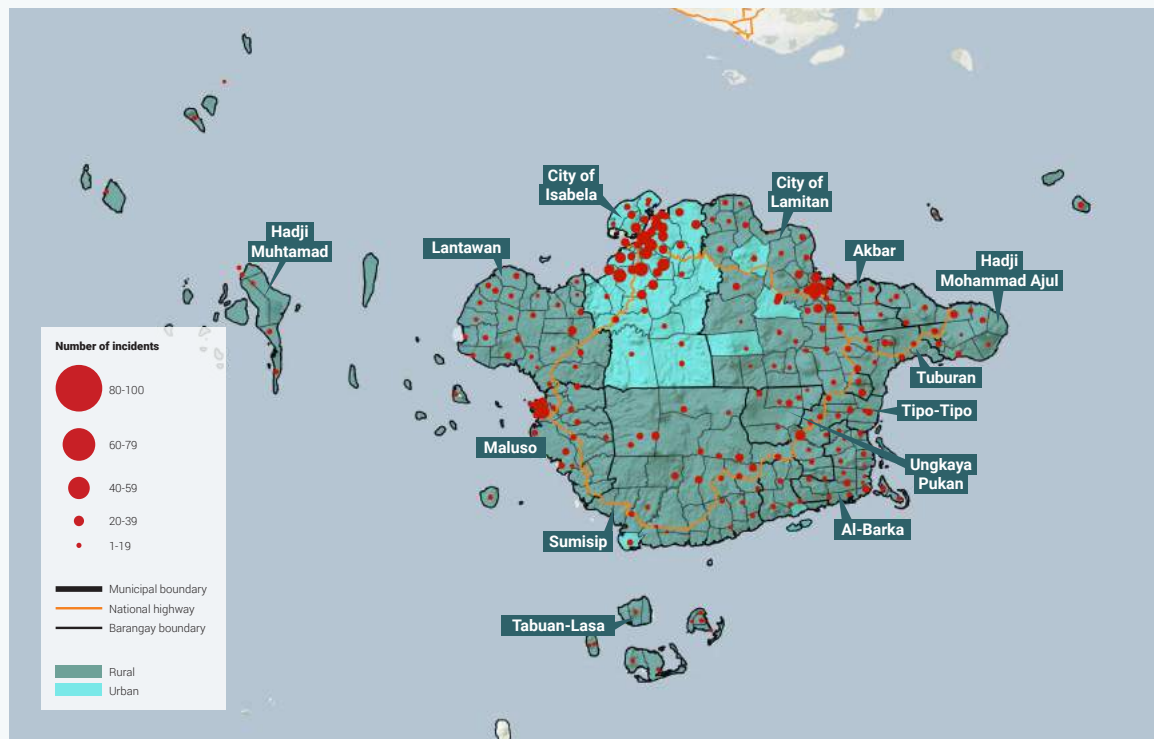 City of
Isabela
City of
Lamitan
Hadji
Muhtamad
Lantawan
Akbar
Hadji
Mohammad Ajul
Tuburan
Tipo-Tipo
Maluso
Ungkaya
Pukan
Al-Barka
Sumisip
Tabuan-Lasa
Number of incidents
80-100
60-79
40-59
20-39
1-19
Municipal boundary
National highway
Barangay boundary
Rural
Urban